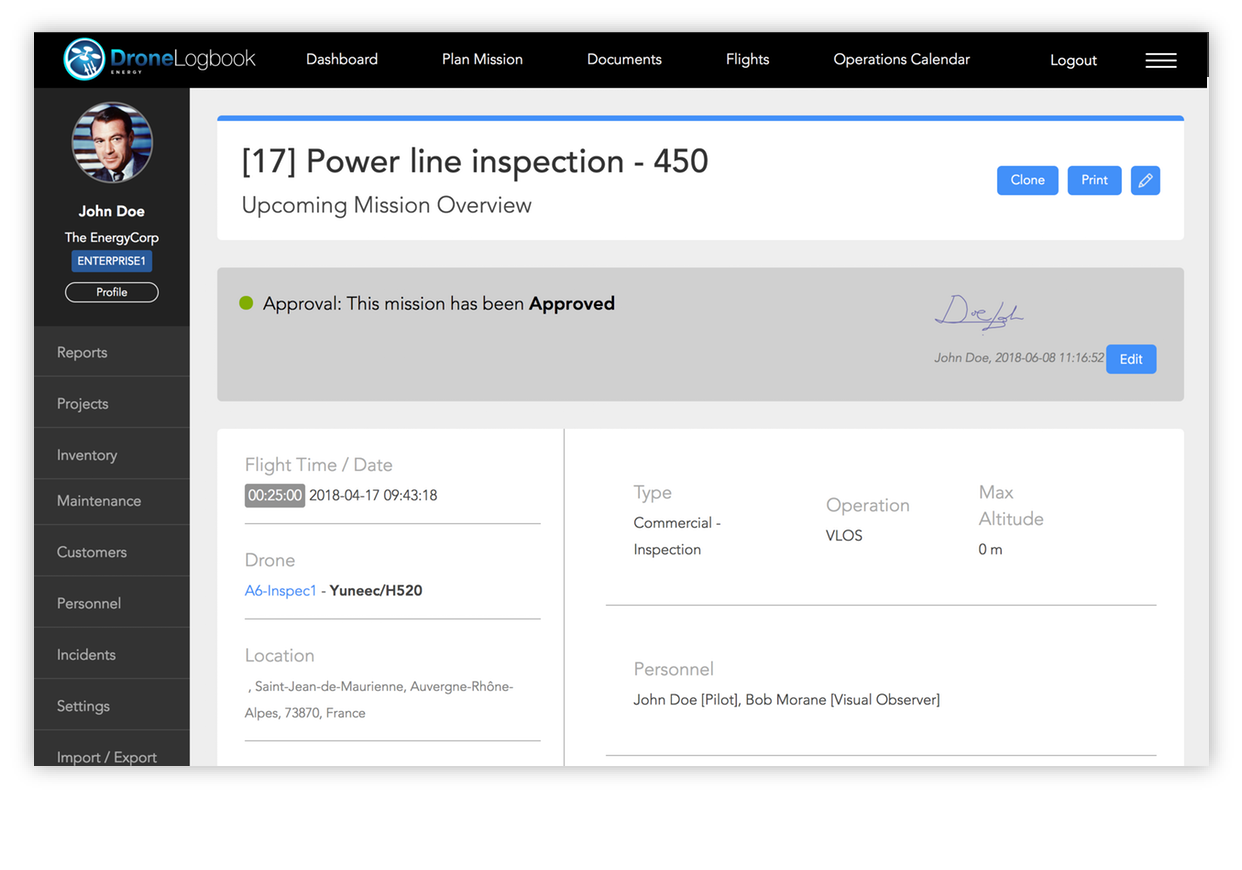 DroneLogbook
ENERGY
Dashboard
Plan Mission
Documents
Flights
Operations Calendar
Logout
John Doe
The EnergyCorp
ENTERPRISE1
Profile
Reports
Projects
Inventory
Maintenance
Customers
Personnel
Incidents
Settings
Import / Export
[17] Power line inspection - 450
Upcoming Mission Overview
Clone
Print
Approval: This mission has been Approved
Doe John
John Doe, 2018-06-08 11:16:52
Edit
Flight Time / Date
00:25:00 2018-04-17 09:43:18
Drone
A6-Inspec1 - Yuneec/H520
Location
, Saint-Jean-de-Maurienne, Auvergne-Rhône-
Alpes, 73870, France
Type
Commercial -
Inspection
Operation
VLOS
Max
Altitude
0 m
Personnel
John Doe [Pilot], Bob Morane [Visual Observer]